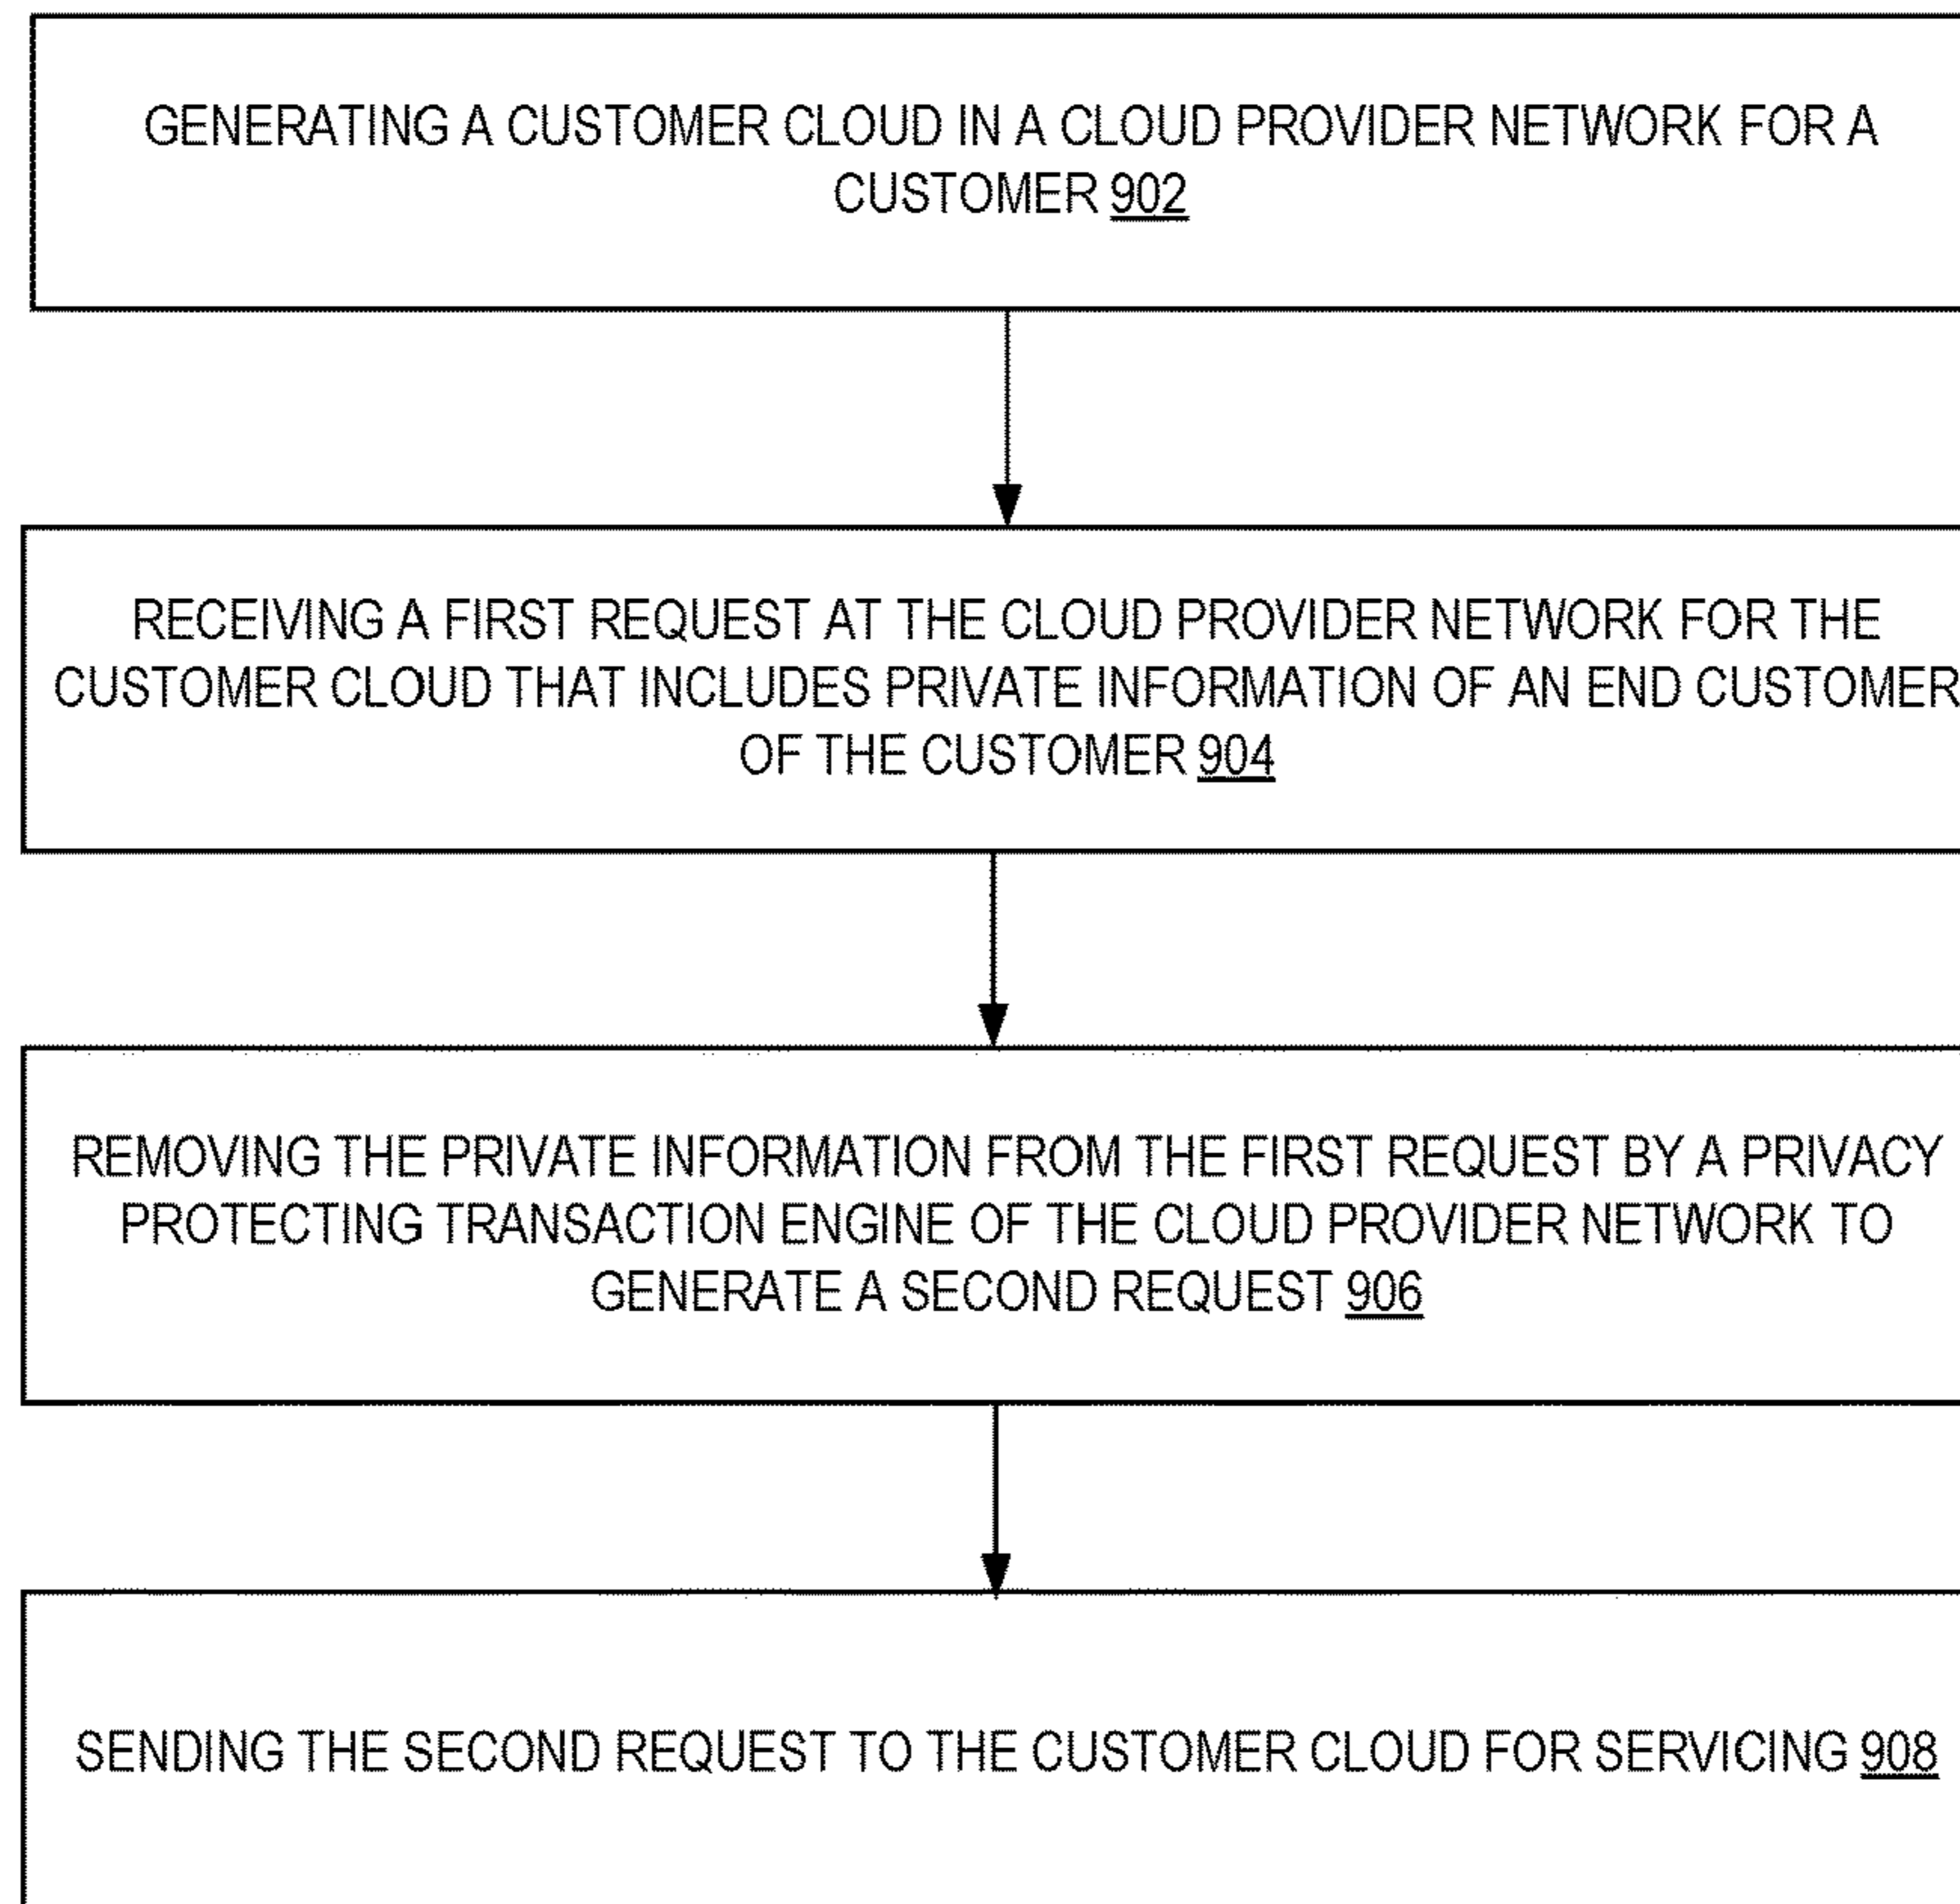 GENERATING A CUSTOMER CLOUD IN A CLOUD PROVIDER NETWORK FOR A
CUSTOMER 902
RECEIVING A FIRST REQUEST AT THE CLOUD PROVIDER NETWORK FOR THE
CUSTOMER CLOUD THAT INCLUDES PRIVATE INFORMATION OF AN END CUSTOMER
OF THE CUSTOMER 904
REMOVING THE PRIVATE INFORMATION FROM THE FIRST REQUEST BY A PRIVACY
PROTECTING TRANSACTION ENGINE OF THE CLOUD PROVIDER NETWORK TO
GENERATE A SECOND REQUEST 906
SENDING THE SECOND REQUEST TO THE CUSTOMER CLOUD FOR SERVICING 908